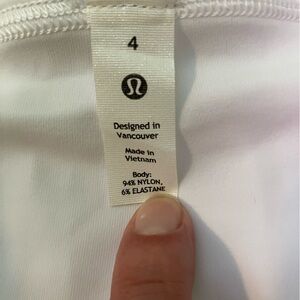 4
Designed in
Vancouver
Made in
Vietnam
Body:
94% NYLON,
6% ELASTANE